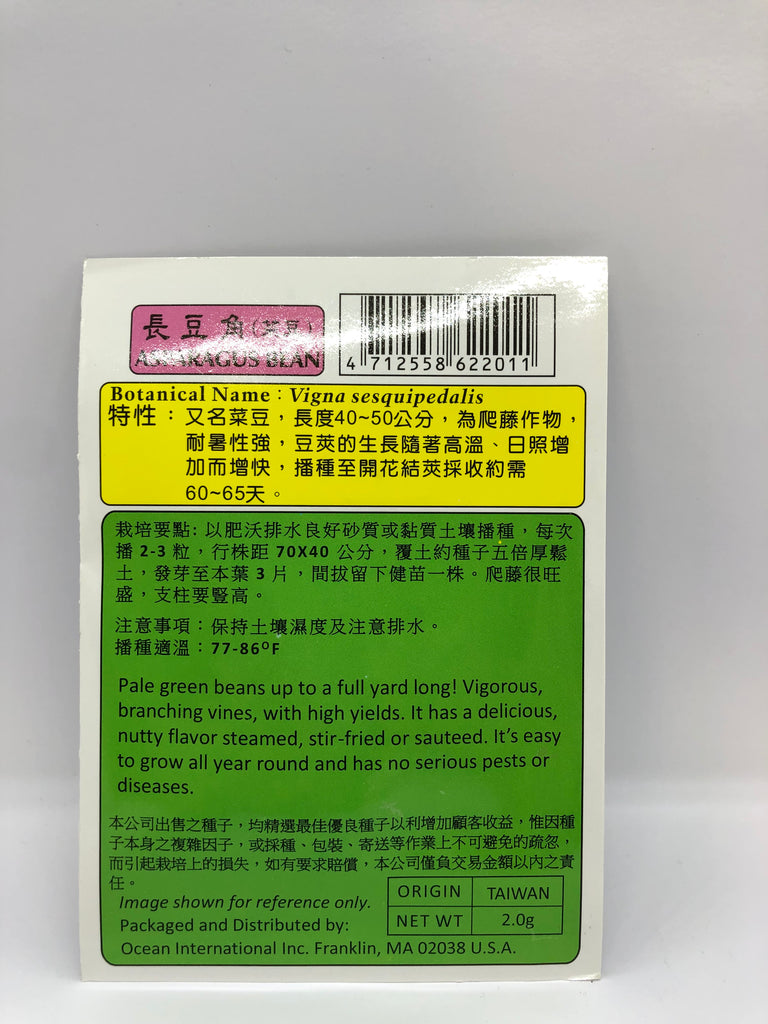 長豆角(菜豆)
ASPARAGUS BEAN
4 712558 622011
Botanical Name : Vigna sesquipedalis
特性：又名菜豆，長度40~50公分，為爬藤作物，
耐暑性強，豆莢的生長隨著高溫、日照增
加而增快，播種至開花結莢採收約需
60~65天。
栽培要點: 以肥沃排水良好砂質或黏質土壤播種，每次
播 2-3 粒，行株距 70X40 公分，覆土約種子五倍厚鬆
土，發芽至本葉 3 片，間拔留下健苗一株。爬藤很旺
盛，支柱要豎高。
注意事項：保持土壤濕度及注意排水。
播種適溫：77-86ºF
Pale green beans up to a full yard long! Vigorous,
branching vines, with high yields. It has a delicious,
nutty flavor steamed, stir-fried or sauteed. It's easy
to grow all year round and has no serious pests or
diseases.
本公司出售之種子，均精選最佳優良種子以利增加顧客收益，惟因種
子本身之複雜因子，或採種、包裝、寄送等作業上不可避免的疏忽，
而引起栽培上的損失，如有要求賠償，本公司僅負交易金額以內之責
任。
ORIGIN TAIWAN
NET WT 2.0g
Image shown for reference only.
Packaged and Distributed by:
Ocean International Inc. Franklin, MA 02038 U.S.A.